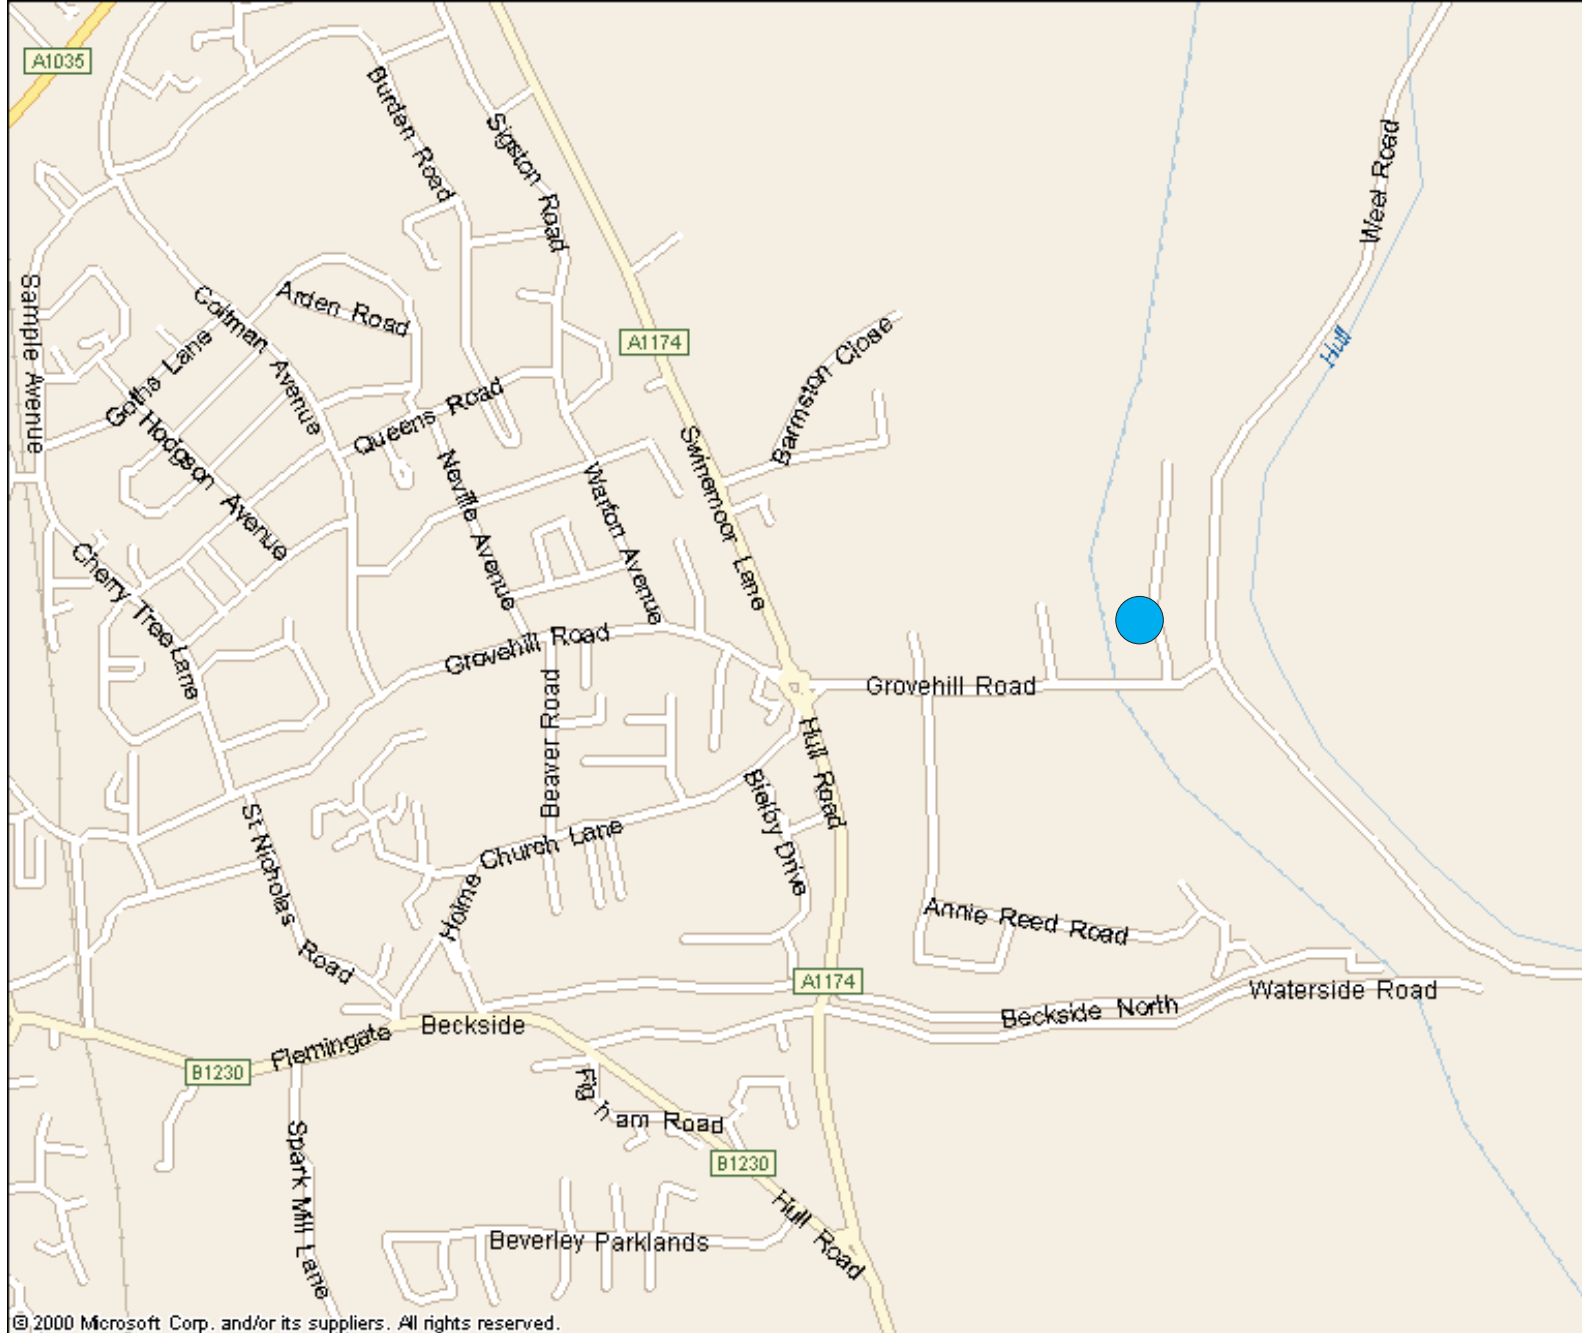 A1035
Burden Road
Sigston Road
Weel Road
Sample Avenue
Coltman Avenue
Arden Road
A1174
Hull
Gothe Lane
Barmston Close
Hodgson Avenue
Queens Road
Swinemoor Lane
Neville Avenue
Warton Avenue
Cherry Tree Lane
Grovehill Road
Grovehill Road
Beaver Road
Hull Road
Bielby Drive
St Nicholas Road
Church Lane
Holme
Annie Reed Road
A1174
Waterside Road
Beckside North
Beckside
Flemingate
B1230
Fig ham Road
Spark Mill Lane
B1230
Hull Road
Beverley Parklands
© 2000 Microsoft Corp. and/or its suppliers. All rights reserved.